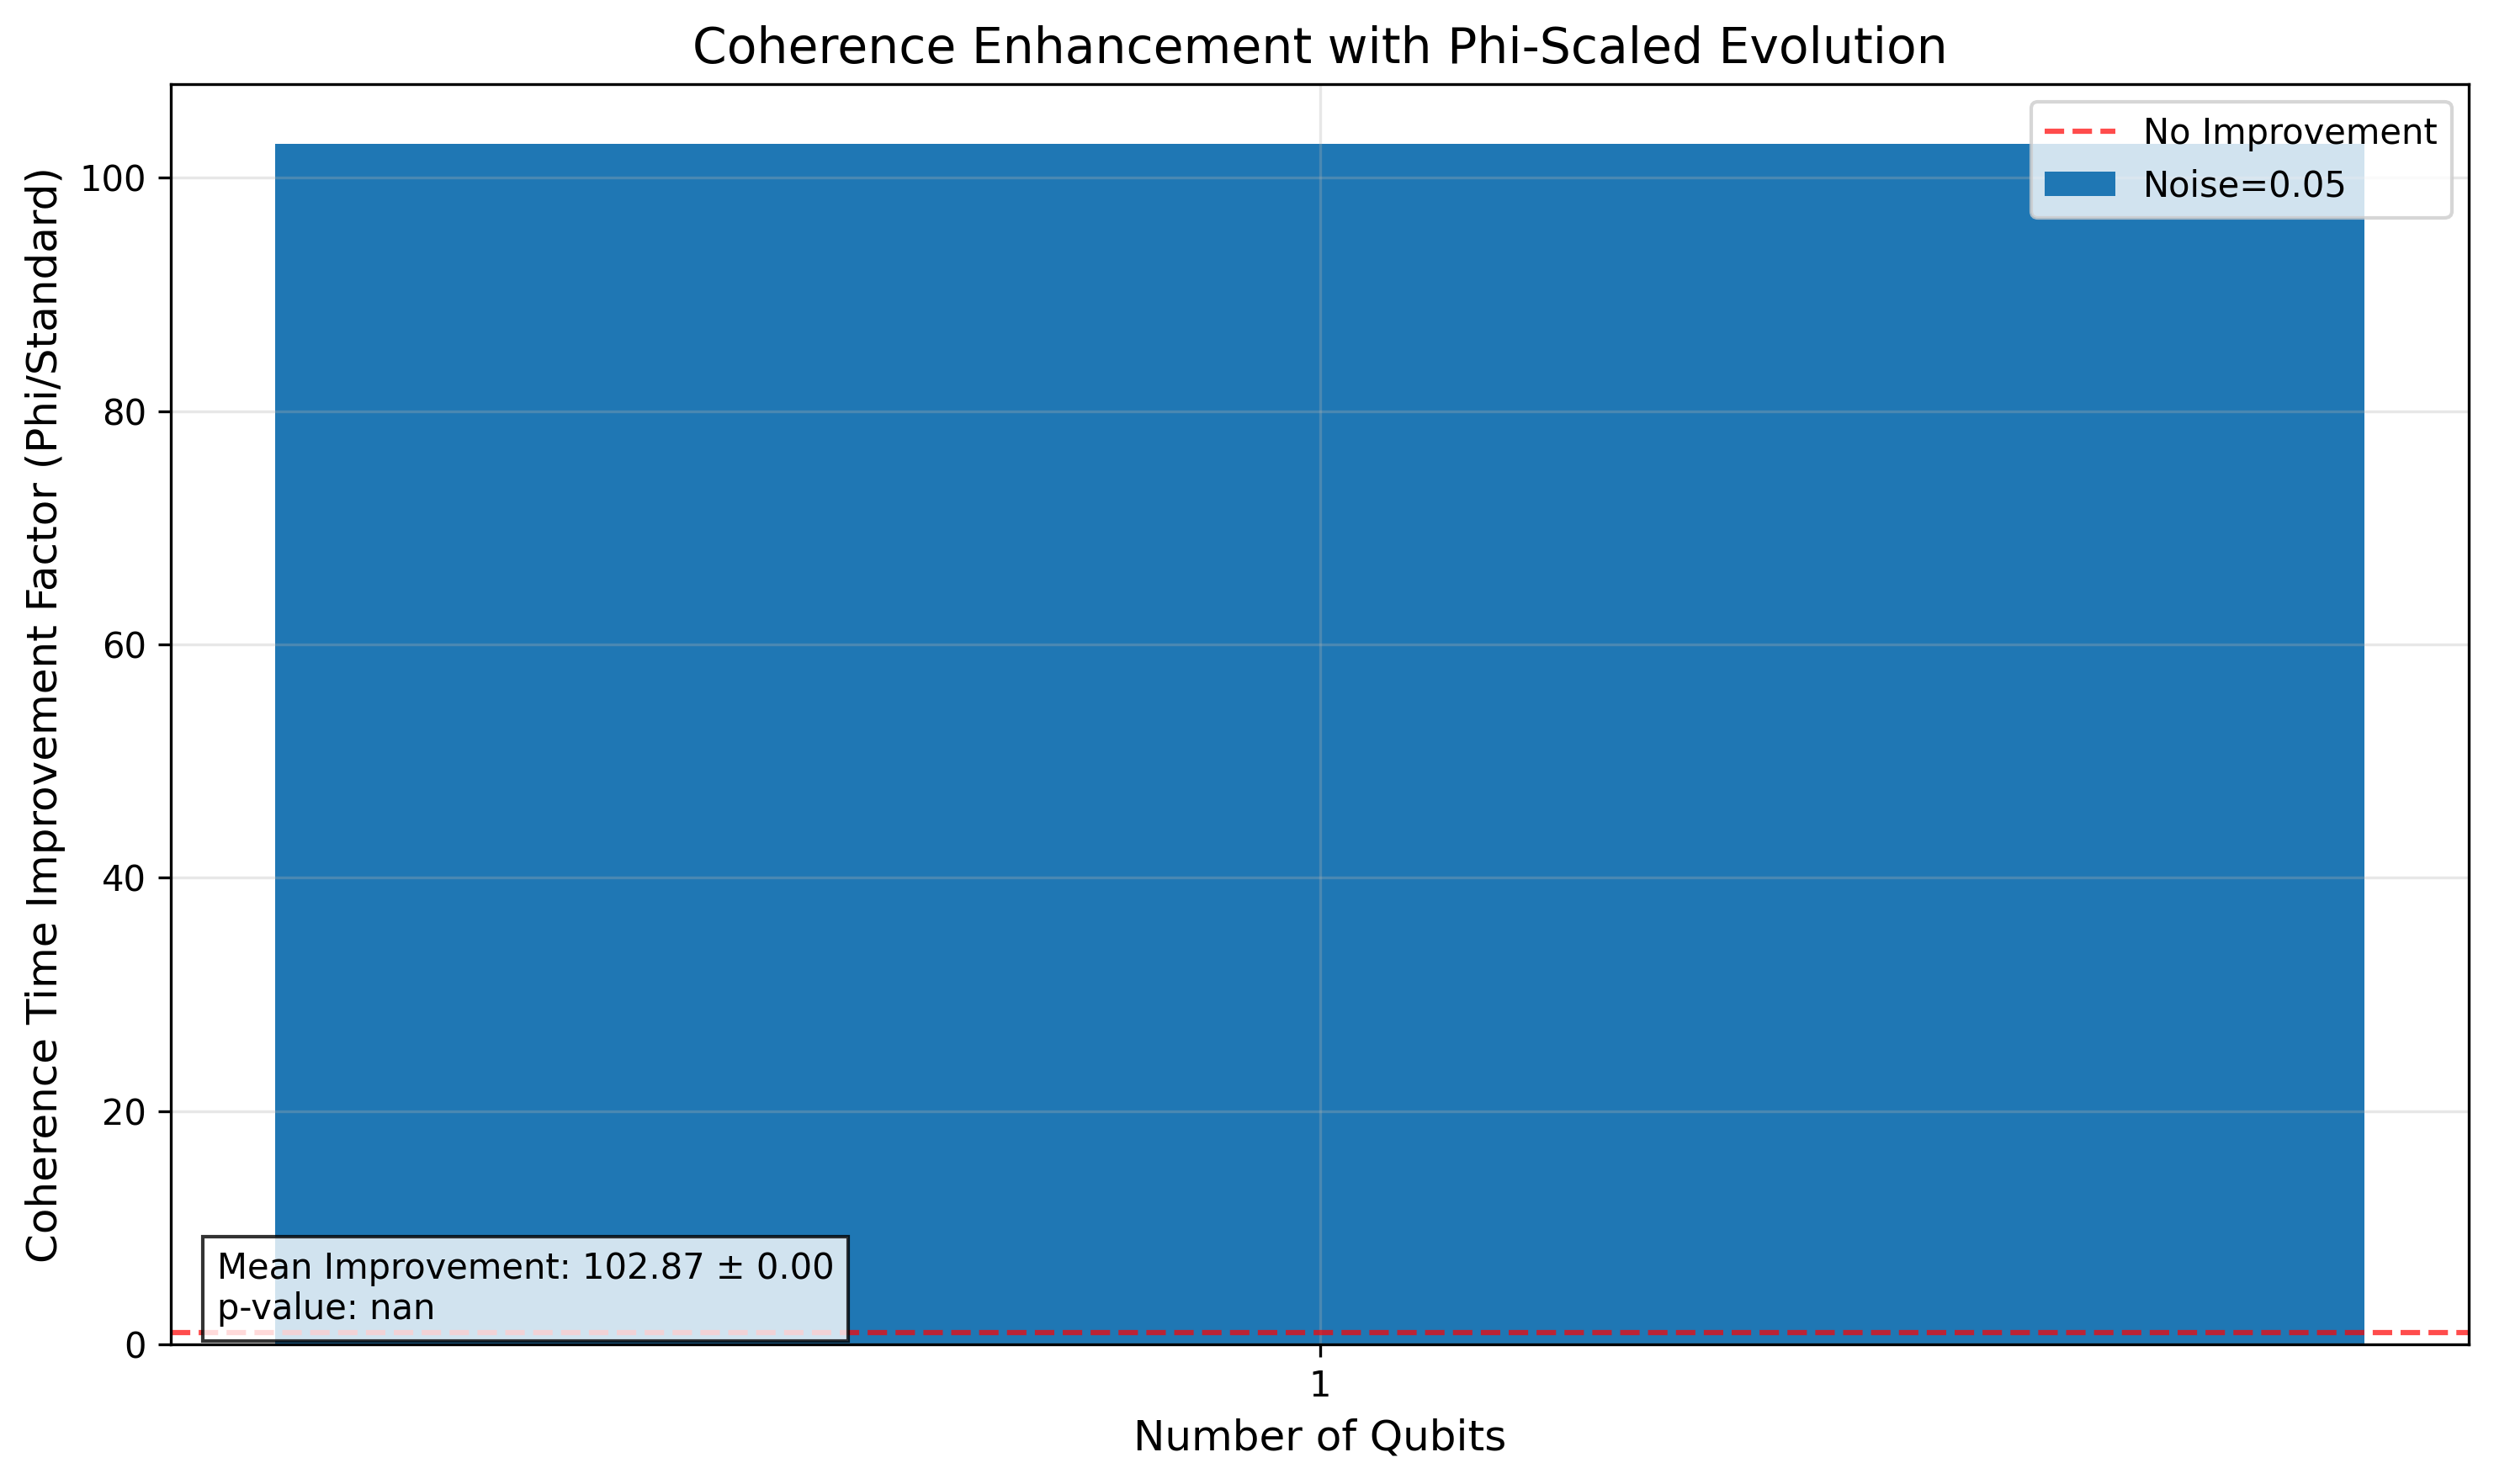 Coherence Enhancement with Phi-Scaled Evolution
Coherence Time Improvement Factor (Phi/Standard)
100
80
60
40
20
0
No Improvement
Noise=0.05
Mean Improvement: 102.87 ± 0.00
p-value: nan
1
Number of Qubits